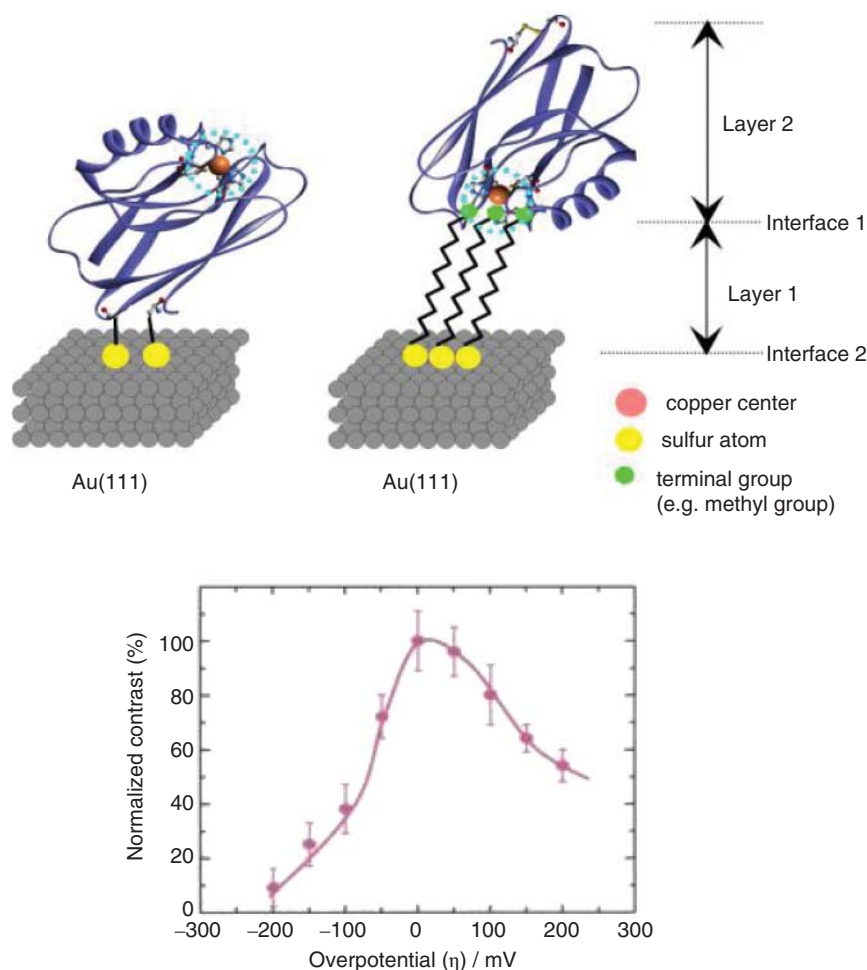 Layer 2
Interface 1
Layer 1
Interface 2
copper center
sulfur atom
terminal group
(e.g. methyl group)
Au(111)
Au(111)
Normalized contrast (%)
100
80
60
40
20
0
−300
−200
−100
0
100
200
300
Overpotential (η) / mV